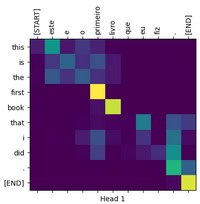 [START]
este
e
o
primeiro
livro
que
eu
fiz
.
[END]
this
is
the
first
book
that
i
did
.
[END]
Head 1